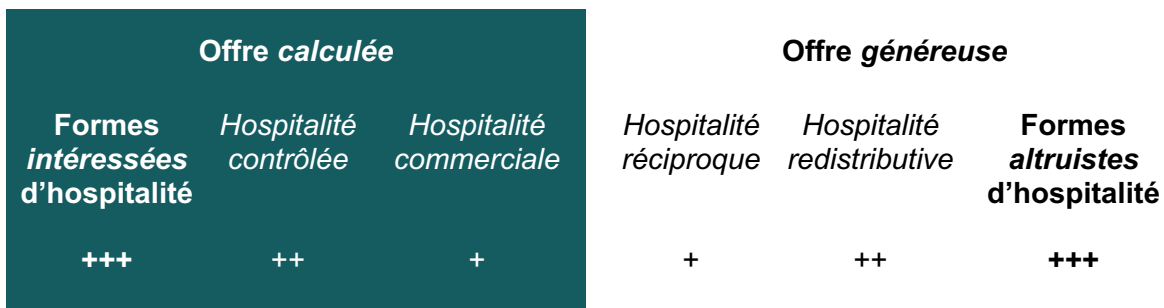 Offre calculée Offre généreuse
Formes Hospitalité Hospitalité Hospitalité Hospitalité Formes
intéressées contrôlée commerciale réciproque redistributive altruistes
d’hospitalité d’hospitalité
+++ ++ + + ++ +++